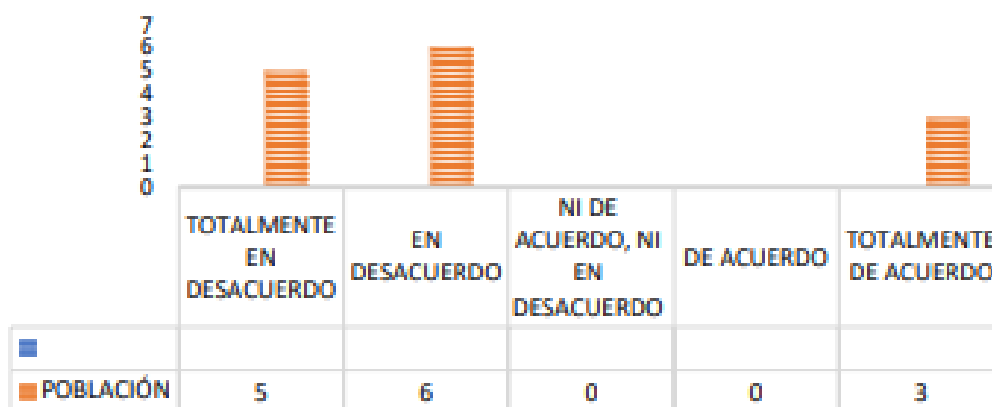 7
6
5
4
3
2
1
0
TOTALMENTE
EN
DESACUERDO
EN
DESACUERDO
NI DE
ACUERDO, NI
EN
DESACUERDO
DE ACUERDO
TOTALMENTE
DE ACUERDO
POBLACIÓN 5 6 0 0 3